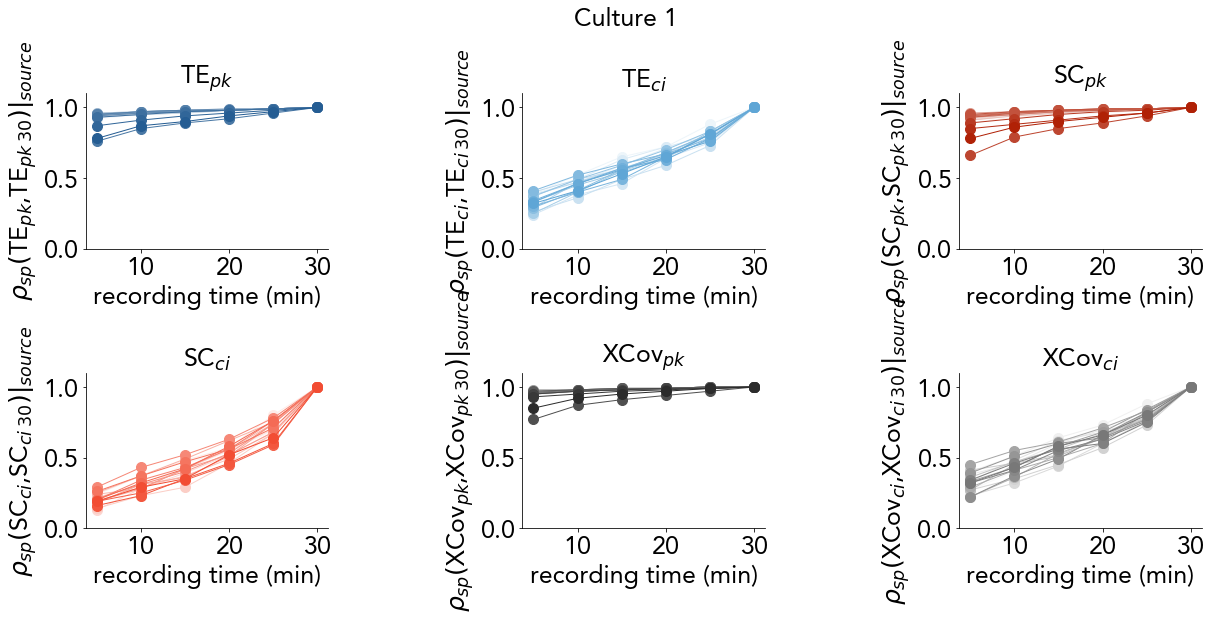 Culture 1
TE_pk
ρ_sp(TE_pk,TE_pk 30)|_source
1.0
0.5
0.0
10 20 30
recording time (min)
TE_ci
ρ_sp(TE_ci,TE_ci 30)|_source
1.0
0.5
0.0
10 20 30
recording time (min)
SC_pk
ρ_sp(SC_pk,SC_pk 30)|_source
1.0
0.5
0.0
10 20 30
recording time (min)
SC_ci
ρ_sp(SC_ci,SC_ci 30)|_source
1.0
0.5
0.0
10 20 30
recording time (min)
XCov_pk
ρ_sp(XCov_pk,XCov_pk 30)|_source
1.0
0.5
0.0
10 20 30
recording time (min)
XCov_ci
ρ_sp(XCov_ci,XCov_ci 30)|_source
1.0
0.5
0.0
10 20 30
recording time (min)